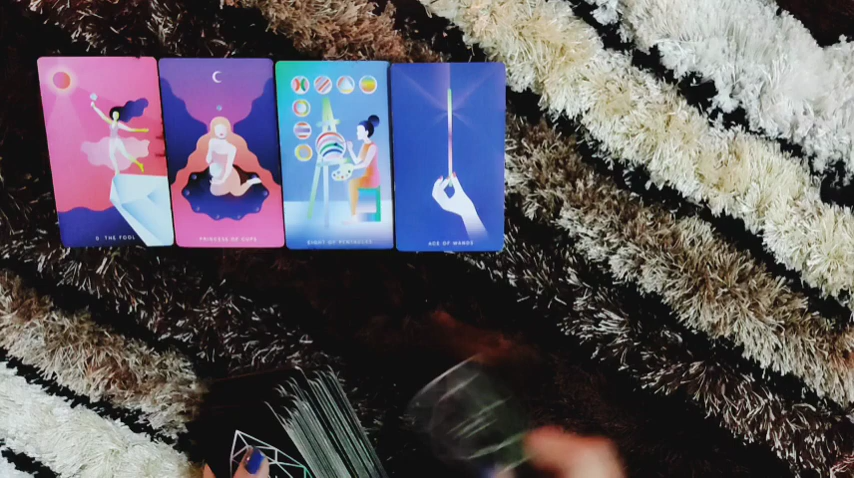 0 THE FOOL
PRINCESS OF CUPS
EIGHT OF PENTACLES
ACE OF WANDS